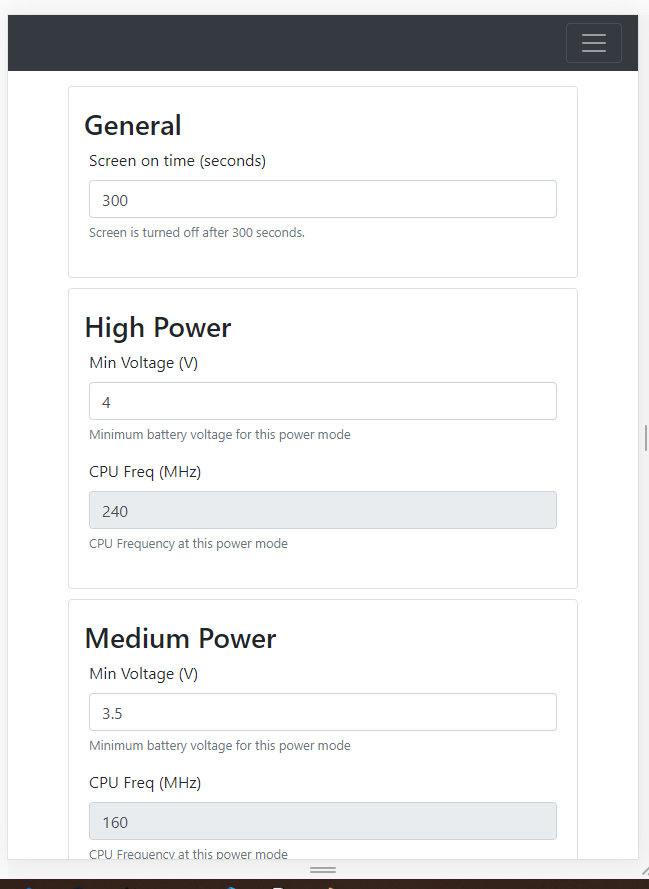 General
Screen on time (seconds)
300
Screen is turned off after 300 seconds.
High Power
Min Voltage (V)
4
Minimum battery voltage for this power mode
CPU Freq (MHz)
240
CPU Frequency at this power mode
Medium Power
Min Voltage (V)
3.5
Minimum battery voltage for this power mode
CPU Freq (MHz)
160
CPU Frequency at this power mode